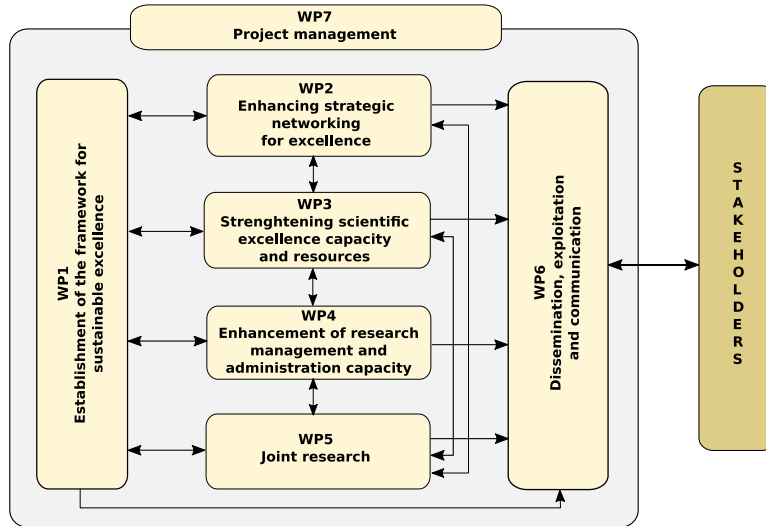 WP7
Project management
WP1
Establishment of the framework for
sustainable excellence
WP2
Enhancing strategic
networking
for excellence
WP3
Strenghtening scientific
excellence capacity
and resources
WP4
Enhancement of research
management and
administration capacity
WP5
Joint research
WP6
Dissemination, exploitation
and communication
STAKEHOLDERS